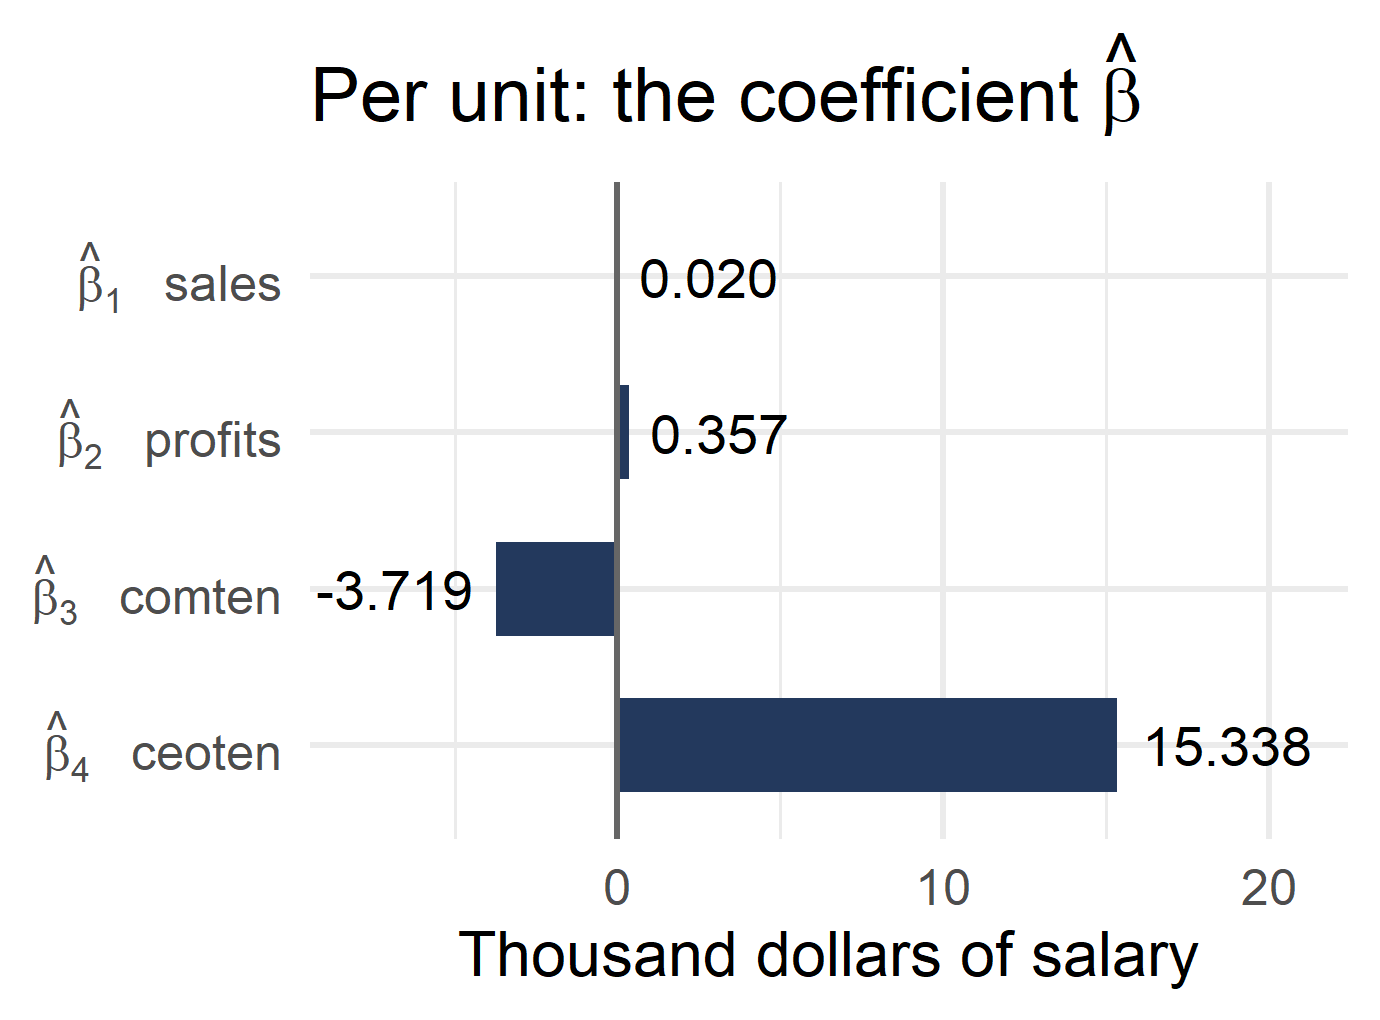 Per unit: the coefficient β̂
β̂₁ sales 0.020
β̂₂ profits 0.357
β̂₃ comten -3.719
β̂₄ ceoten 15.338
0 10 20
Thousand dollars of salary